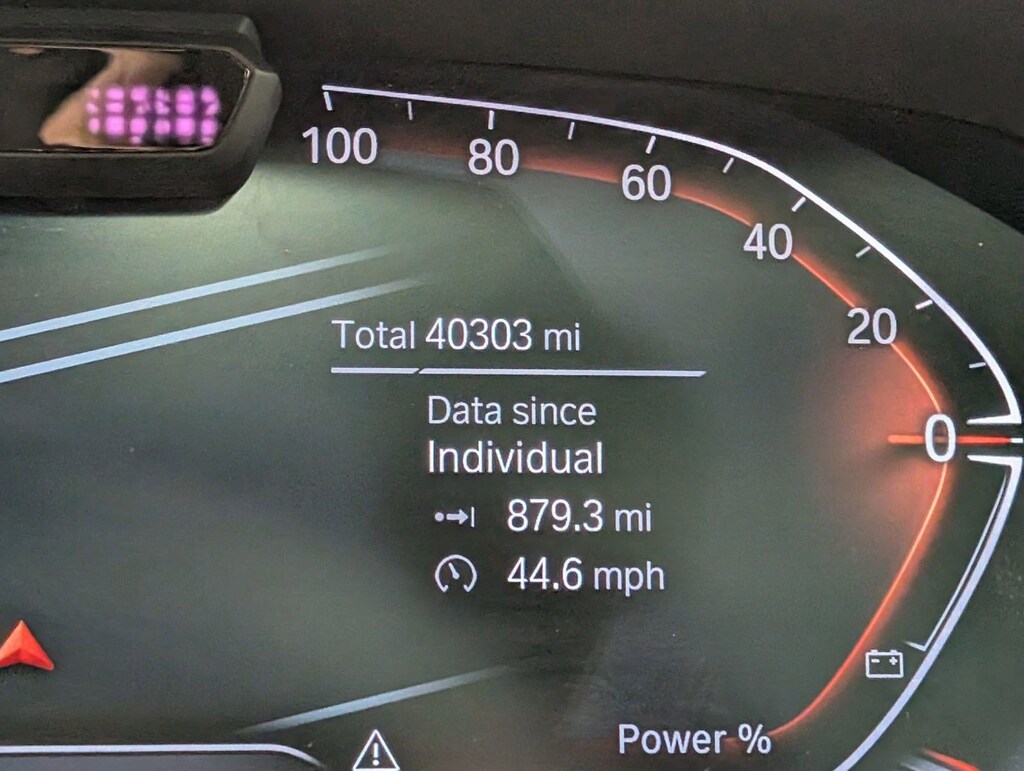 100
80
60
40
20
0
Total 40303 mi
Data since
Individual
879.3 mi
44.6 mph
Power %